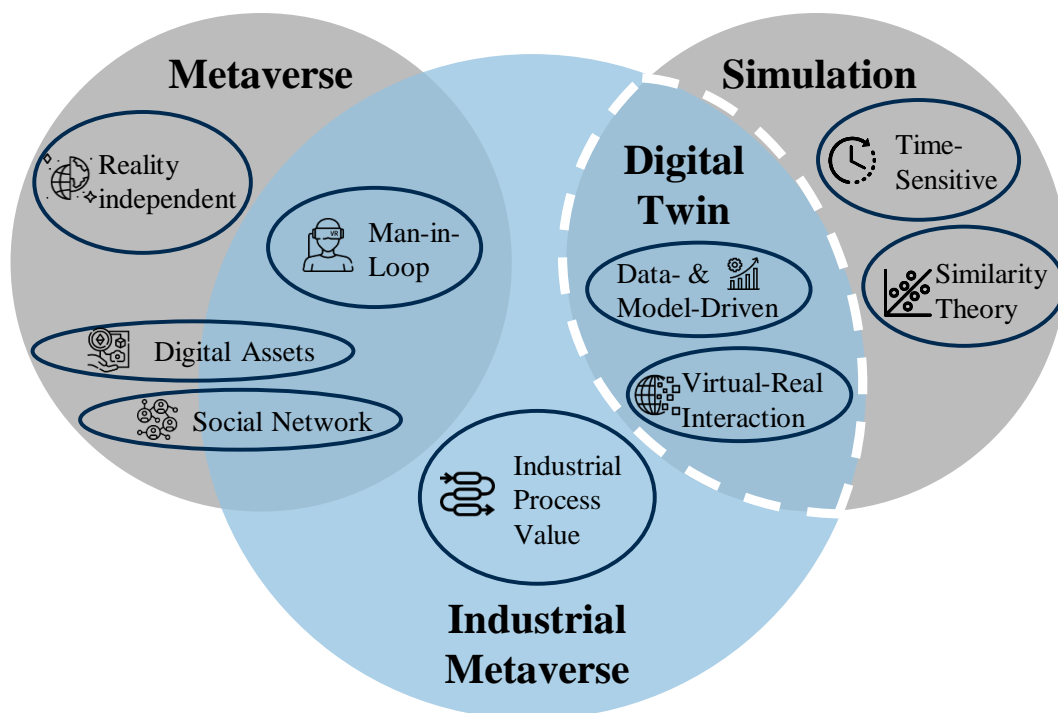 Metaverse
Simulation
Reality
independent
Time-
Sensitive
Digital
Twin
VR
Man-in-
Loop
Data- &
Model-Driven
Similarity
Theory
Digital Assets
Virtual-Real
Interaction
Social Network
Industrial
Process
Value
Industrial
Metaverse